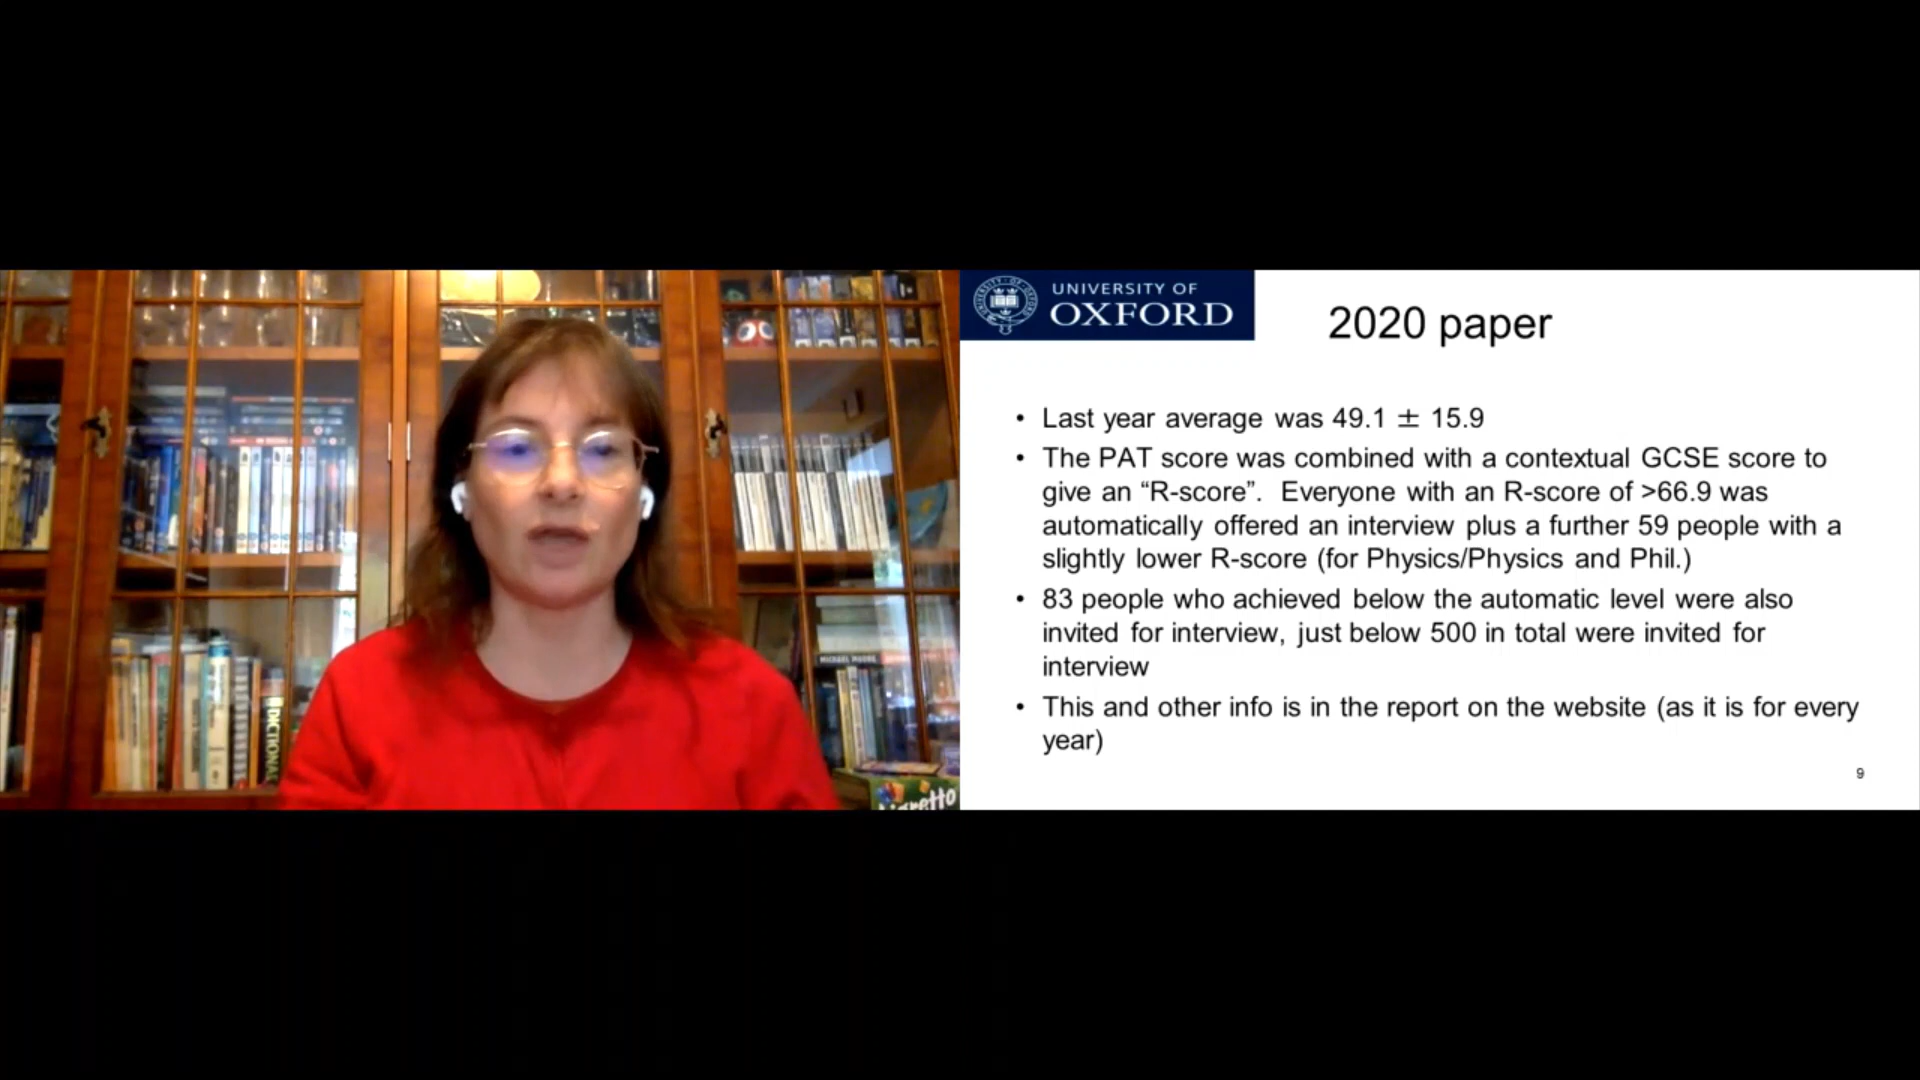 UNIVERSITY OF
OXFORD
2020 paper
• Last year average was 49.1 ± 15.9
• The PAT score was combined with a contextual GCSE score to
give an “R-score”.  Everyone with an R-score of >66.9 was
automatically offered an interview plus a further 59 people with a
slightly lower R-score (for Physics/Physics and Phil.)
• 83 people who achieved below the automatic level were also
invited for interview, just below 500 in total were invited for
interview
• This and other info is in the report on the website (as it is for every
year)
9
MICHAEL MOORE